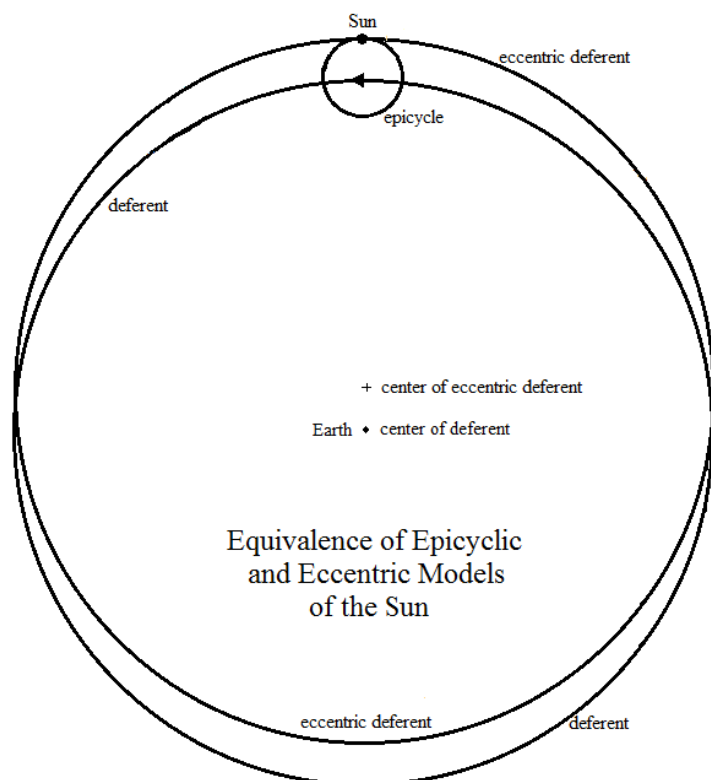 Sun
eccentric deferent
epicycle
deferent
center of eccentric deferent
Earth center of deferent
Equivalence of Epicyclic
and Eccentric Models
of the Sun
eccentric deferent
deferent